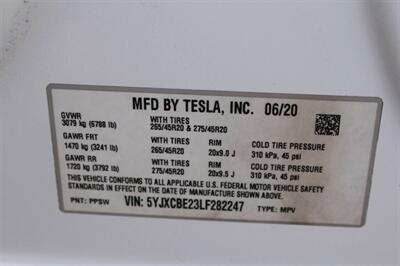 MFD BY TESLA, INC. 06/20
GVWR
3079 kg (6788 lb)
WITH TIRES
265/45R20 & 275/45R20
GAWR FRT
1470 kg (3241 lb)
WITH TIRES
265/45R20
RIM
20x9.0 J
COLD TIRE PRESSURE
310 kPa, 45 psi
GAWR RR
1720 kg (3792 lb)
WITH TIRES
275/45R20
RIM
20x9.5 J
COLD TIRE PRESSURE
310 kPa, 45 psi
THIS VEHICLE CONFORMS TO ALL APPLICABLE U.S. FEDERAL MOTOR VEHICLE SAFETY
STANDARDS IN EFFECT ON DATE OF MANUFACTURE SHOWN ABOVE.
PNT: PPSW VIN: 5YJXCBE23LF282247 TYPE: MPV